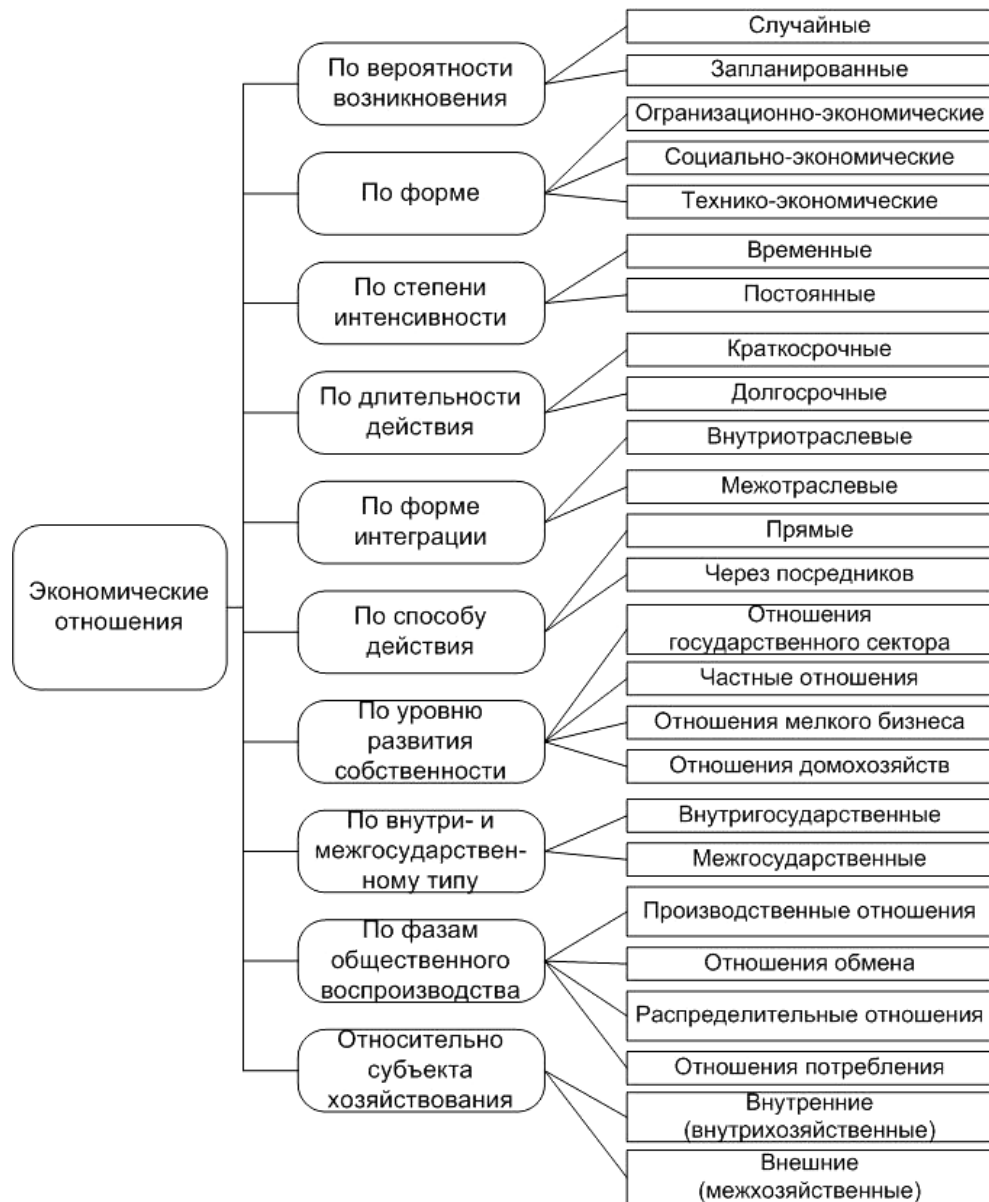 Экономические
отношения
По вероятности
возникновения
Случайные
Запланированные
По форме
Огранизационно-экономические
Социально-экономические
Технико-экономические
По степени
интенсивности
Временные
Постоянные
По длительности
действия
Краткосрочные
Долгосрочные
По форме
интеграции
Внутриотраслевые
Межотраслевые
По способу
действия
Прямые
Через посредников
По уровню
развития
собственности
Отношения
государственного сектора
Частные отношения
Отношения мелкого бизнеса
Отношения домохозяйств
По внутри- и
межгосударствен-
ному типу
Внутригосударственные
Межгосударственные
По фазам
общественного
воспроизводства
Производственные отношения
Отношения обмена
Распределительные отношения
Отношения потребления
Относительно
субъекта
хозяйствования
Внутренние
(внутрихозяйственные)
Внешние
(межхозяйственные)